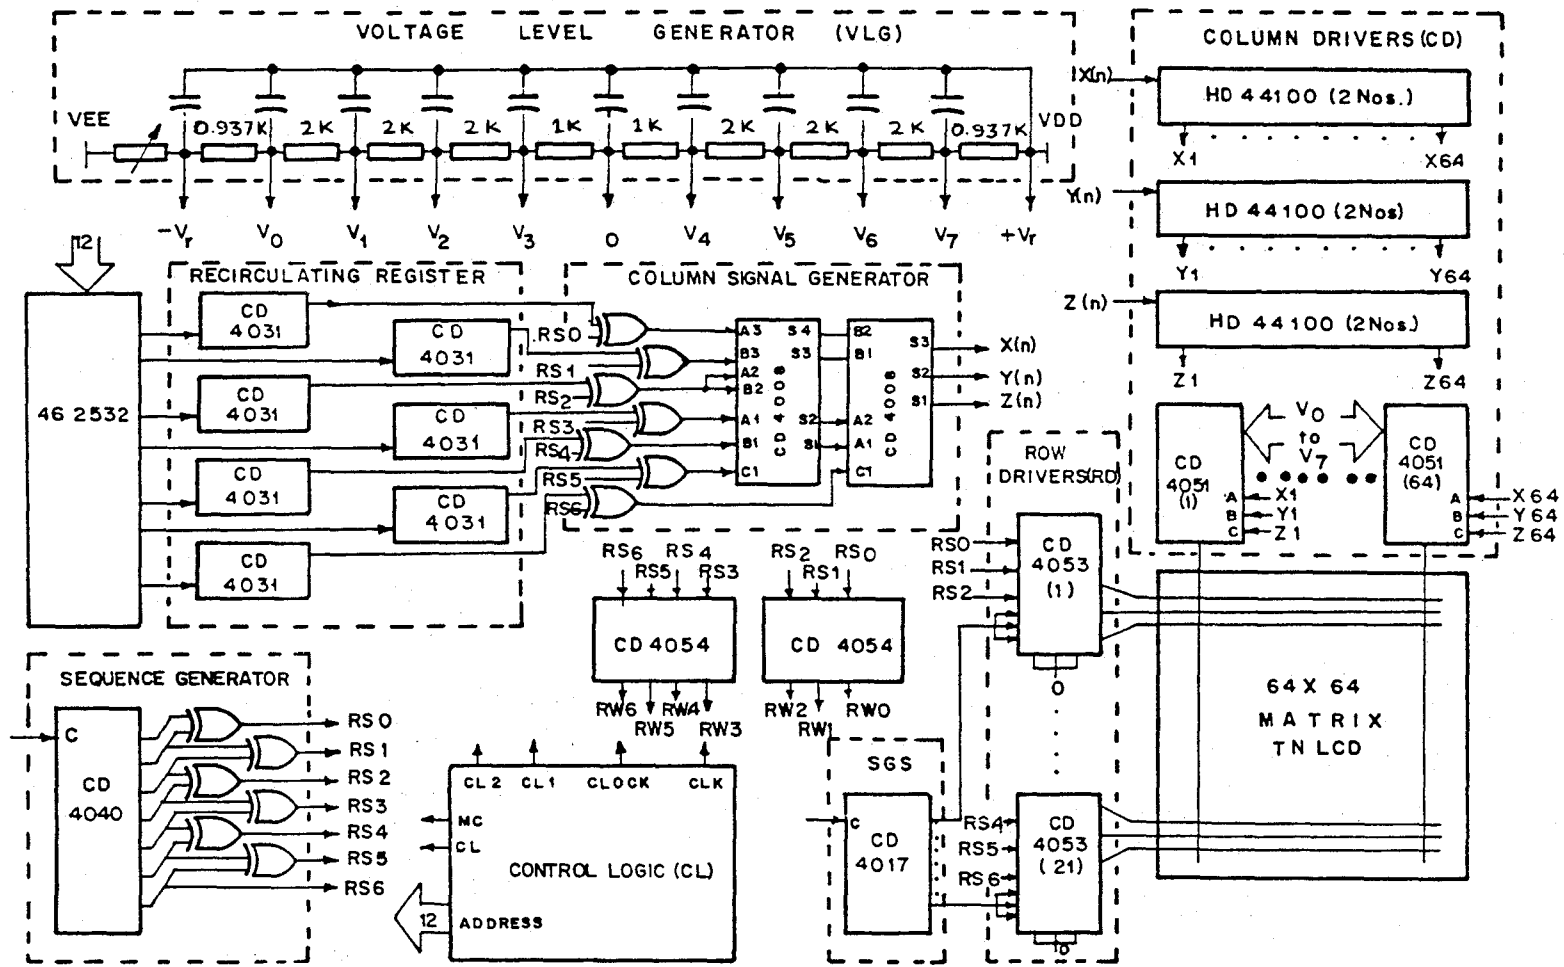 VOLTAGE LEVEL GENERATOR (VLG)
VEE
0.937K 2K 2K 2K 1K 1K 2K 2K 2K 0.937K
VDD
-Vr V0 V1 V2 V3 0 V4 V5 V6 V7 +Vr
COLUMN DRIVERS (CD)
X(n)
HD 44100 (2 Nos.)
X1 X64
Y(n)
HD 44100 (2 Nos)
Y1 Y64
Z(n)
HD 44100 (2 Nos.)
Z1 Z64
CD
4051
(1)
A
B
C
X1
Y1
Z1
V0
to
V7
CD
4051
(64)
A
B
C
X 64
Y 64
Z 64
12
46 2532
RECIRCULATING REGISTER
CD
4031
CD
4031
CD
4031
CD
4031
CD
4031
CD
4031
CD
4031
COLUMN SIGNAL GENERATOR
RS0
RS1
RS2
RS3
RS4
RS5
RS6
A3
B3
A2
B2
A1
B1
C1
CD 4008
S4
S3
S2
S1
B2
B1
A2
A1
C1
CD 4008
S3
S2
S1
X(n)
Y(n)
Z(n)
RS6 RS4
RS5 RS3
CD 4054
RW6 RW4
RW5 RW3
RS2 RS0
RS1
CD 4054
RW2 RW0
RW1
ROW
DRIVERS(RD)
RS0
RS1
RS2
CD
4053
(1)
0
RS4
RS5
RS6
CD
4053
(21)
0
64 X 64
MATRIX
TN LCD
SEQUENCE GENERATOR
C
CD
4040
RS0
RS1
RS2
RS3
RS4
RS5
RS6
CL2 CL1 CLOCK CLK
MC
CL
CONTROL LOGIC (CL)
12 ADDRESS
SGS
C
CD
4017